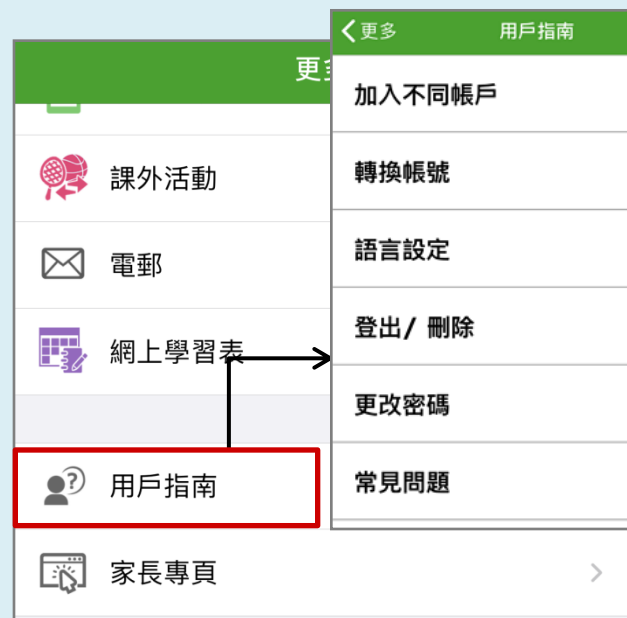 更
課外活動
電郵
網上學習表
用戶指南
家長專頁
更多
用戶指南
加入不同帳戶
轉換帳號
語言設定
登出/ 刪除
更改密碼
常見問題